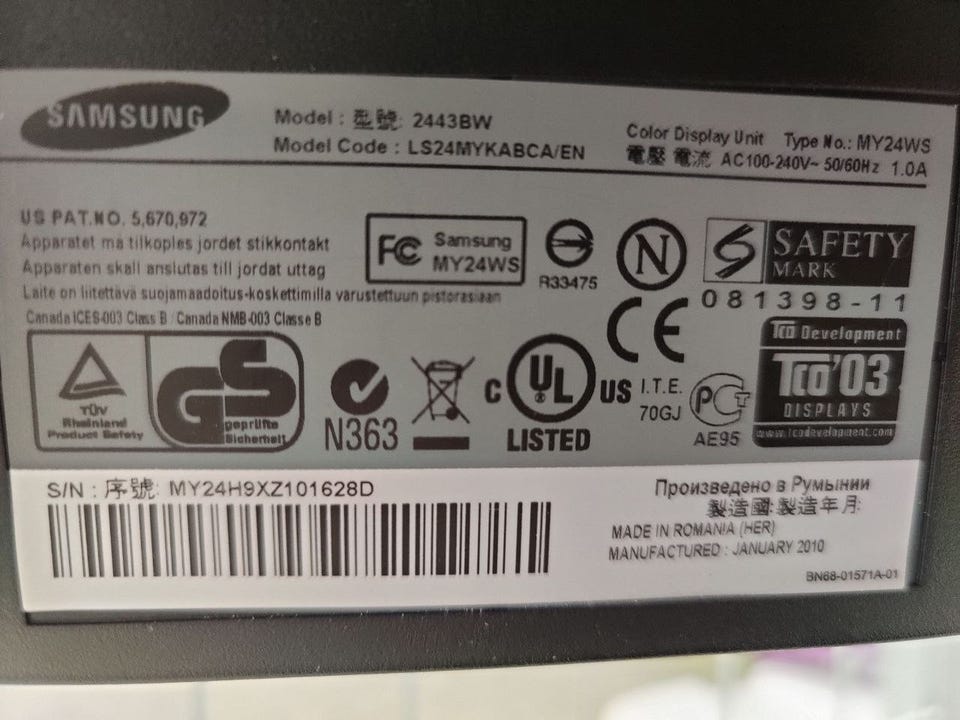 SAMSUNG
Model : 型號: 2443BW
Model Code : LS24MYKABCA/EN
Color Display Unit Type No.: MY24WS
電壓 電流 AC100-240V~ 50/60Hz 1.0A
US PAT.NO. 5,670,972
Apparatet må tilkoples jordet stikkontakt
Apparaten skall anslutas till jordat uttag
Laite on liitettävä suojamaadoitus-koskettimilla varustettuun pistorasiaan
Canada ICES-003 Class B / Canada NMB-003 Classe B
FC Samsung
MY24WS
R33475
N
S SAFETY
MARK
081398-11
CE
TÜV
Rheinland
Product Safety
GS
geprüfte
Sicherheit
N363
C UL US
LISTED
I.T.E.
70GJ
РСТ
AE95
TCO Development
TCO'03
DISPLAYS
www.tcodevelopment.com
S/N : 序號: MY24H9XZ101628D
Произведено в Румынии
製造國:製造年月:
MADE IN ROMANIA (HER)
MANUFACTURED : JANUARY 2010
BN68-01571A-01